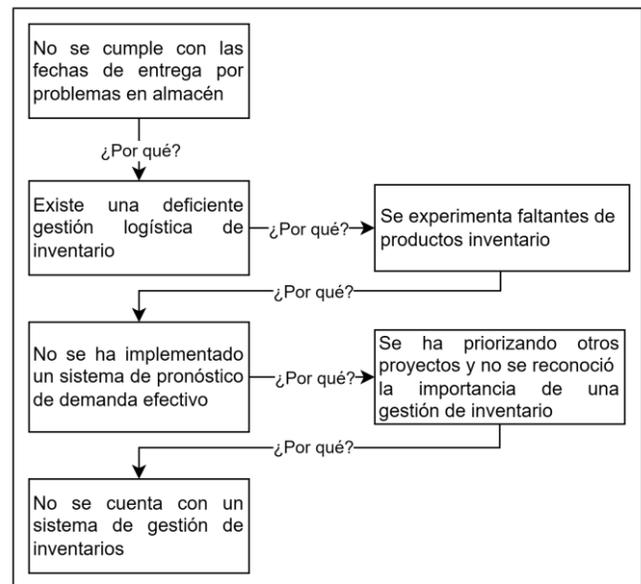 No se cumple con las
fechas de entrega por
problemas en almacén
¿Por qué?
Existe una deficiente
gestión logística de
inventario
¿Por qué?
Se experimenta faltantes de
productos inventario
¿Por qué?
No se ha implementado
un sistema de pronóstico
de demanda efectivo
¿Por qué?
Se ha priorizando otros
proyectos y no se reconoció
la importancia de una
gestión de inventario
¿Por qué?
No se cuenta con un
sistema de gestión de
inventarios